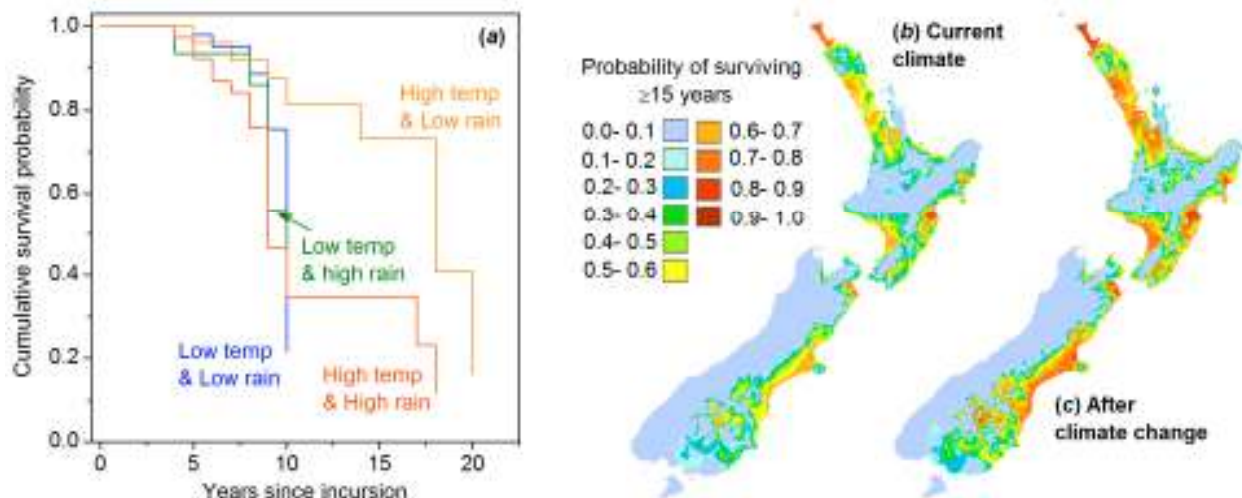 (a)
1.0
0.8
0.6
0.4
0.2
0.0
Cumulative survival probability
High temp
& Low rain
Low temp
& high rain
Low temp
& Low rain
High temp
& High rain
0
5
10
15
20
Years since incursion
(b) Current
climate
Probability of surviving
≥15 years
0.0- 0.1
0.1- 0.2
0.2- 0.3
0.3- 0.4
0.4- 0.5
0.5- 0.6
0.6- 0.7
0.7- 0.8
0.8- 0.9
0.9- 1.0
(c) After
climate change